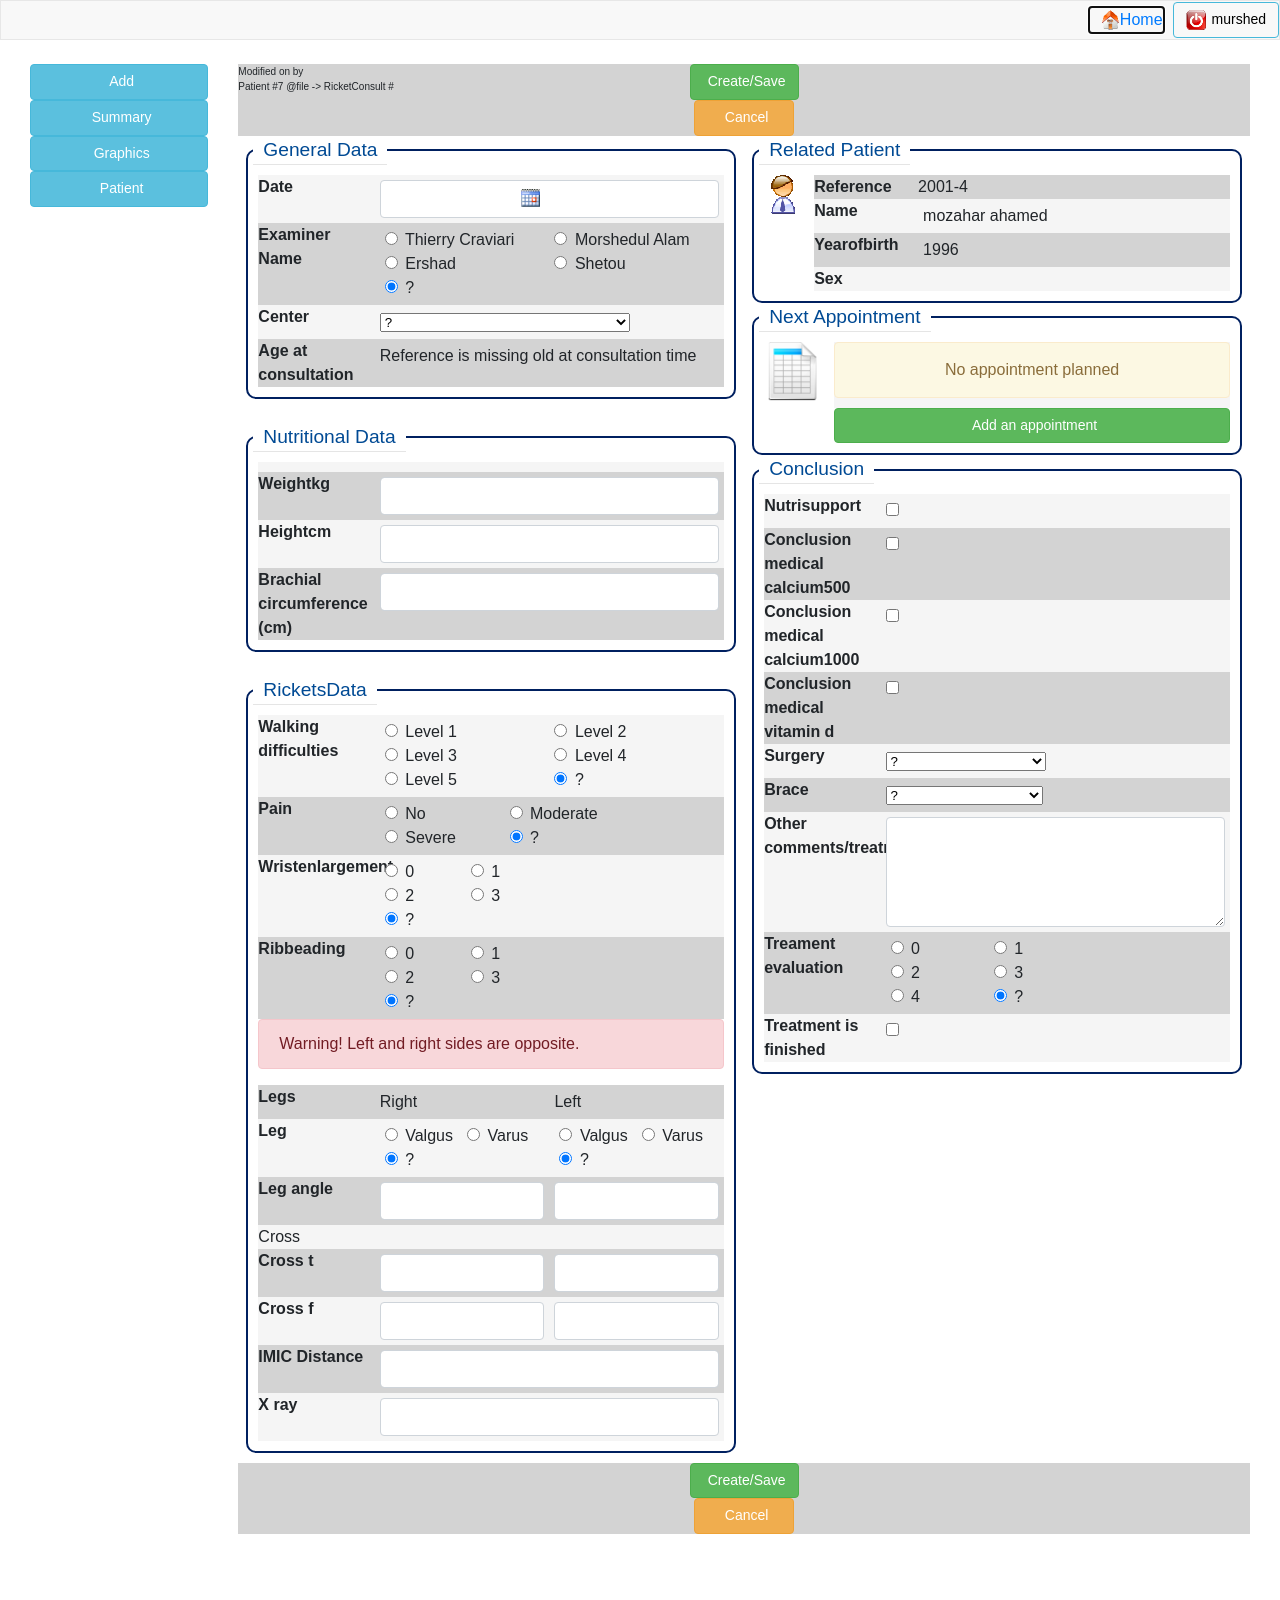 Home murshed
Add
Summary
Graphics
Patient
Modified on by
Patient #7 @file -> RicketConsult #
Create/Save
Cancel
General Data
Date
Examiner Name
Thierry Craviari Morshedul Alam
Ershad Shetou
?
Center ?
Age at consultation
Reference is missing old at consultation time
Nutritional Data
Weightkg
Heightcm
Brachial circumference (cm)
RicketsData
Walking difficulties
Level 1 Level 2
Level 3 Level 4
Level 5 ?
Pain No Moderate
Severe ?
Wristenlargement 0 1
2 3
?
Ribbeading 0 1
2 3
?
Warning! Left and right sides are opposite.
Legs Right Left
Leg Valgus Varus Valgus Varus
? ?
Leg angle
Cross
Cross t
Cross f
IMIC Distance
X ray
Related Patient
Reference 2001-4
Name mozahar ahamed
Yearofbirth 1996
Sex
Next Appointment
No appointment planned
Add an appointment
Conclusion
Nutrisupport
Conclusion
medical
calcium500
Conclusion
medical
calcium1000
Conclusion
medical
vitamin d
Surgery ?
Brace ?
Other
comments/treatr
Treament evaluation
0 1
2 3
4 ?
Treatment is
finished
Create/Save
Cancel